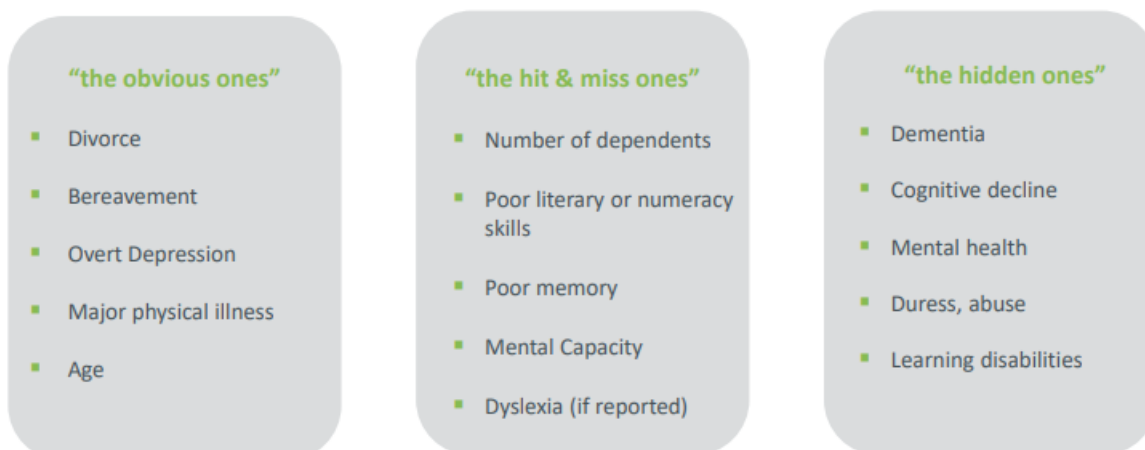 “the obvious ones”
▪ Divorce
▪ Bereavement
▪ Overt Depression
▪ Major physical illness
▪ Age
“the hit & miss ones”
▪ Number of dependents
▪ Poor literary or numeracy
skills
▪ Poor memory
▪ Mental Capacity
▪ Dyslexia (if reported)
“the hidden ones”
▪ Dementia
▪ Cognitive decline
▪ Mental health
▪ Duress, abuse
▪ Learning disabilities